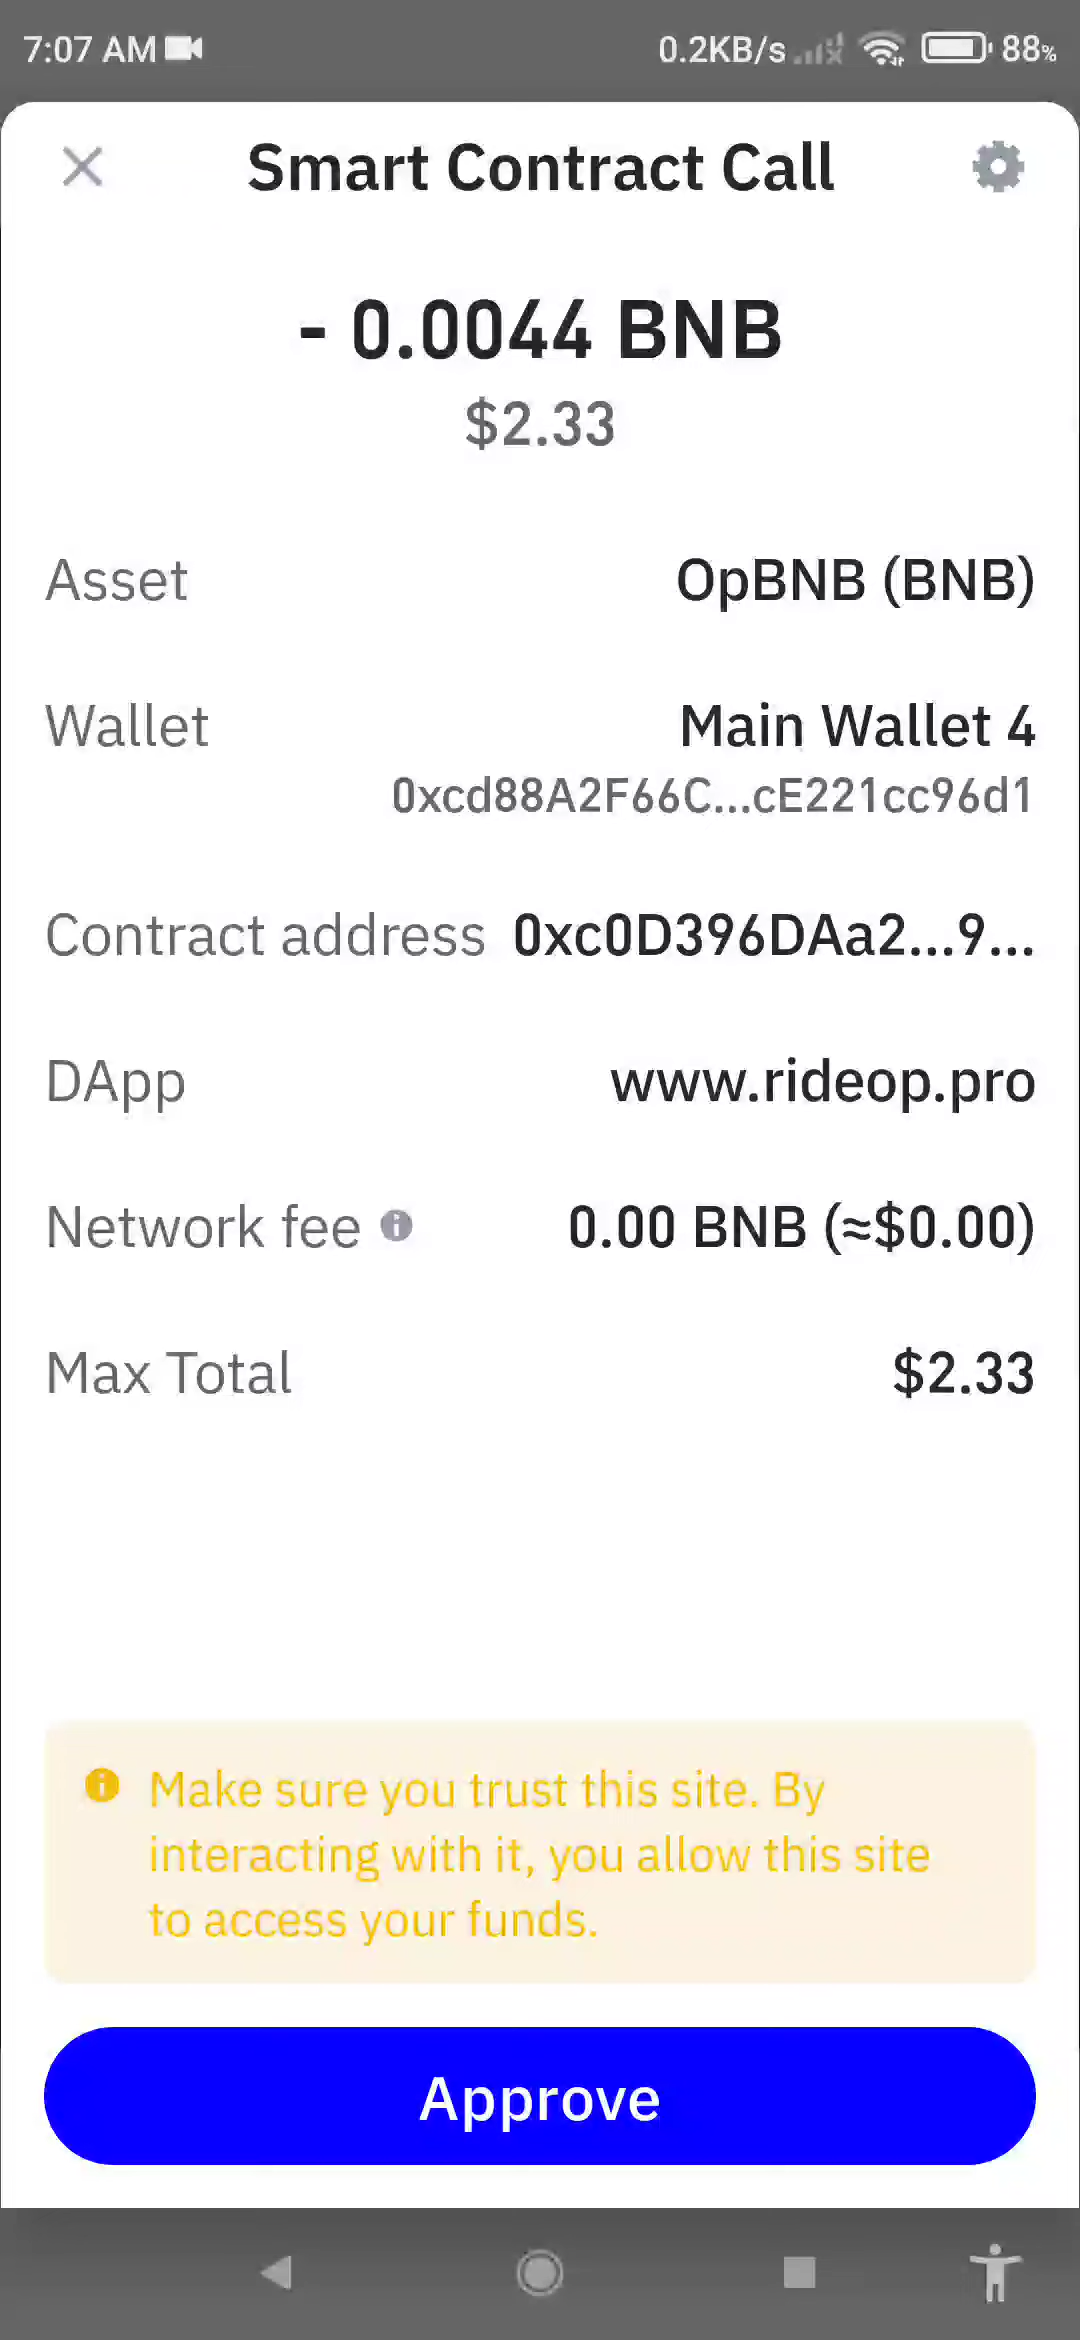 7:07 AM 0.2KB/s 88%
Smart Contract Call
- 0.0044 BNB
$2.33
Asset OpBNB (BNB)
Wallet Main Wallet 4
0xcd88A2F66C...cE221cc96d1
Contract address 0xc0D396DAa2...9...
DApp www.rideop.pro
Network fee 0.00 BNB (≈$0.00)
Max Total $2.33
Make sure you trust this site. By
interacting with it, you allow this site
to access your funds.
Approve